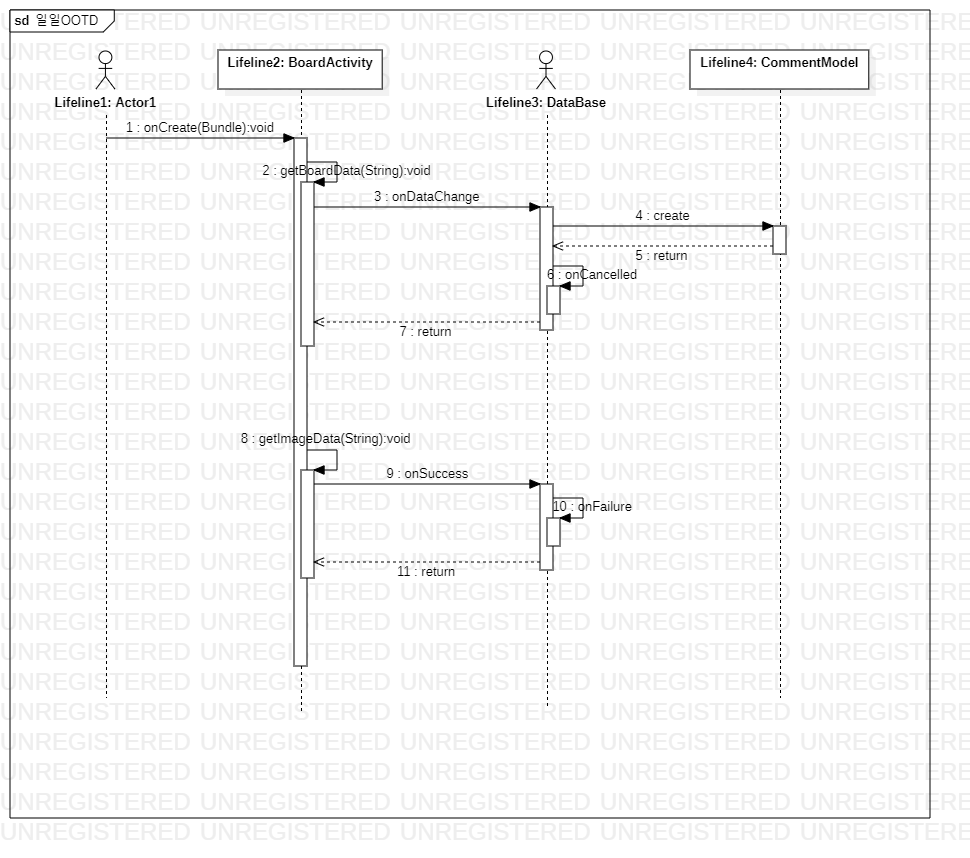 sd 일일OOTD
Lifeline1: Actor1
Lifeline2: BoardActivity
Lifeline3: DataBase
Lifeline4: CommentModel
1 : onCreate(Bundle):void
2 : getBoardData(String):void
3 : onDataChange
4 : create
5 : return
6 : onCancelled
7 : return
8 : getImageData(String):void
9 : onSuccess
10 : onFailure
11 : return
UNREGISTERED